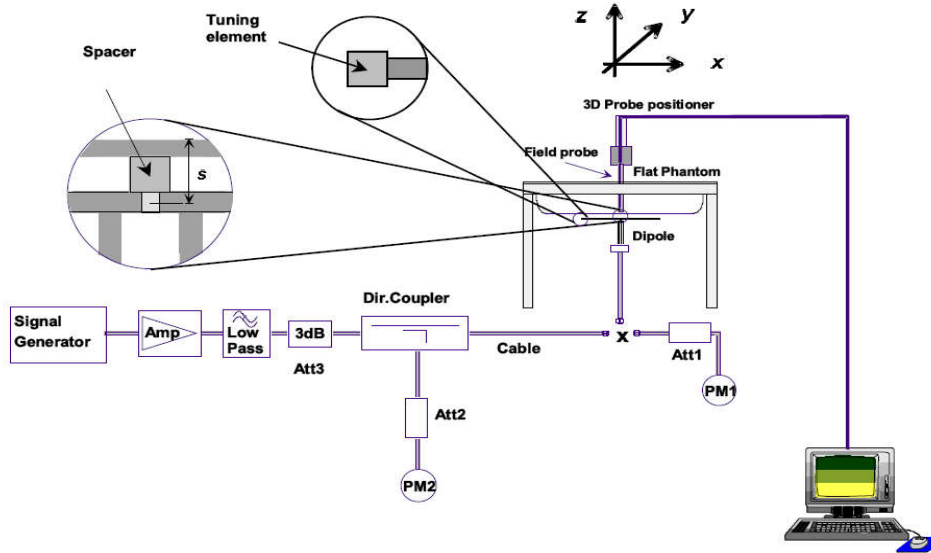 Tuning
element
Spacer
s
z
y
x
3D Probe positioner
Field probe
Flat Phantom
Dipole
Signal
Generator
Amp
Low
Pass
3dB
Att3
Dir.Coupler
Cable
x
Att1
PM1
Att2
PM2